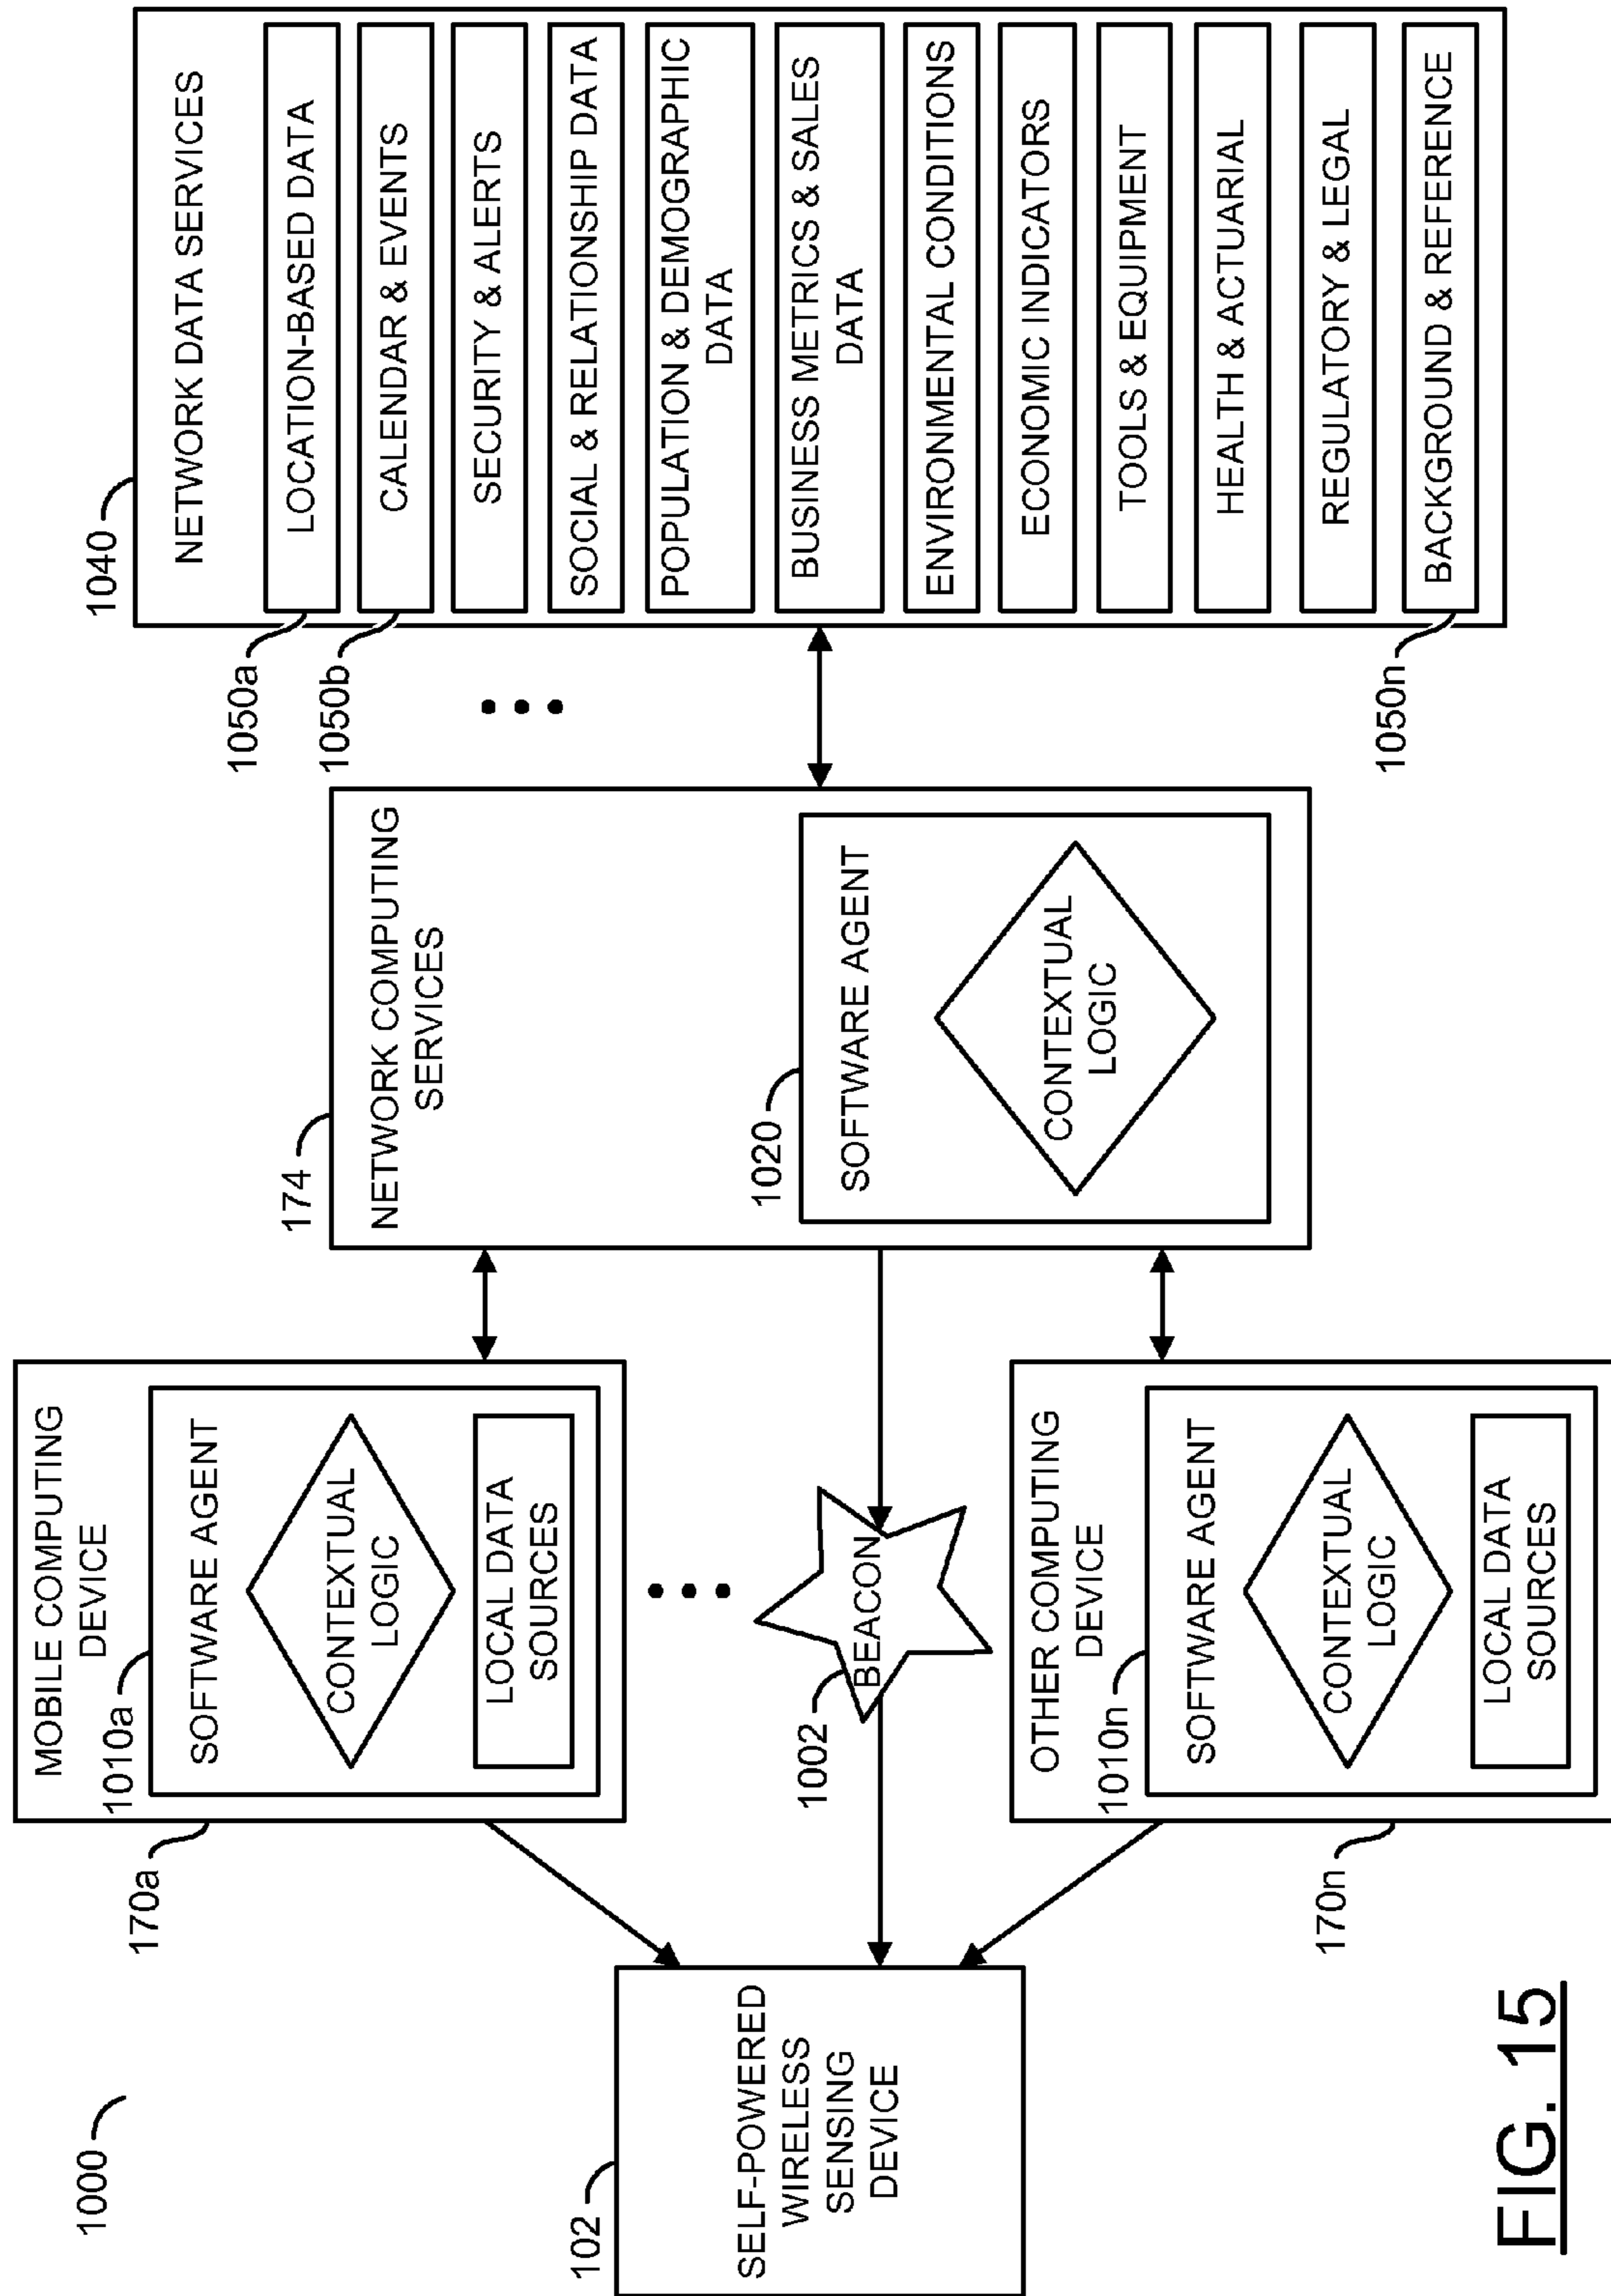 1000
102
SELF-POWERED
WIRELESS
SENSING
DEVICE
170a
MOBILE COMPUTING
DEVICE
1010a
SOFTWARE AGENT
CONTEXTUAL
LOGIC
LOCAL DATA
SOURCES
1002
BEACON
170n
OTHER COMPUTING
DEVICE
1010n
SOFTWARE AGENT
CONTEXTUAL
LOGIC
LOCAL DATA
SOURCES
174
NETWORK COMPUTING
SERVICES
1020
SOFTWARE AGENT
CONTEXTUAL
LOGIC
1040
NETWORK DATA SERVICES
1050a
LOCATION-BASED DATA
1050b
CALENDAR & EVENTS
SECURITY & ALERTS
SOCIAL & RELATIONSHIP DATA
POPULATION & DEMOGRAPHIC
DATA
BUSINESS METRICS & SALES
DATA
ENVIRONMENTAL CONDITIONS
ECONOMIC INDICATORS
TOOLS & EQUIPMENT
HEALTH & ACTUARIAL
REGULATORY & LEGAL
1050n
BACKGROUND & REFERENCE
FIG. 15